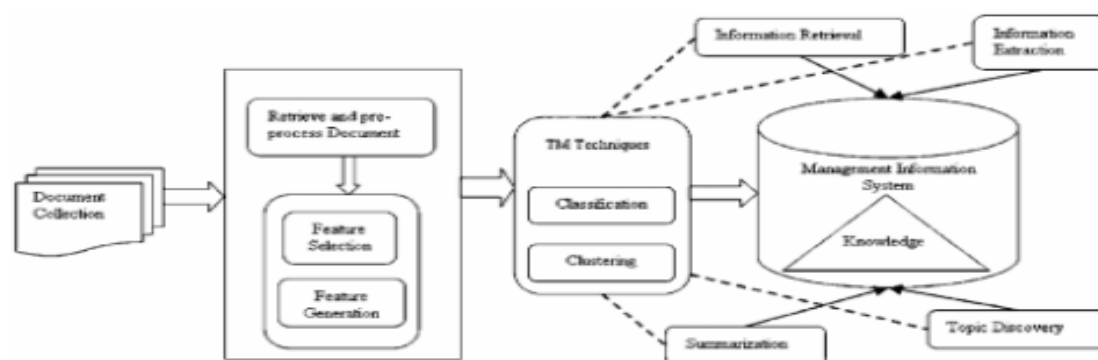 Document
Collection
Retrieve and pre-
process Document
Feature
Selection
Feature
Generation
TM Techniques
Classification
Clustering
Information Retrieval
Information
Extraction
Management Information
System
Knowledge
Summarization
Topic Discovery